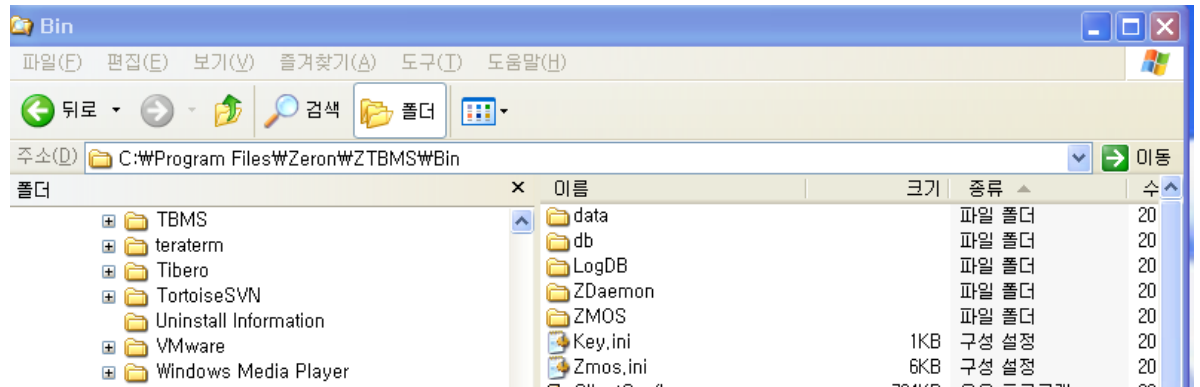 Bin
파일(F) 편집(E) 보기(V) 즐겨찾기(A) 도구(T) 도움말(H)
뒤로 검색 폴더
주소(D) C:₩Program Files₩Zeron₩ZTBMS₩Bin 이동
폴더 × 이름 크기 종류 수
TBMS
teraterm
Tibero
TortoiseSVN
Uninstall Information
VMware
Windows Media Player
data 파일 폴더 20
db 파일 폴더 20
LogDB 파일 폴더 20
ZDaemon 파일 폴더 20
ZMOS 파일 폴더 20
Key.ini 1KB 구성 설정 20
Zmos.ini 6KB 구성 설정 20